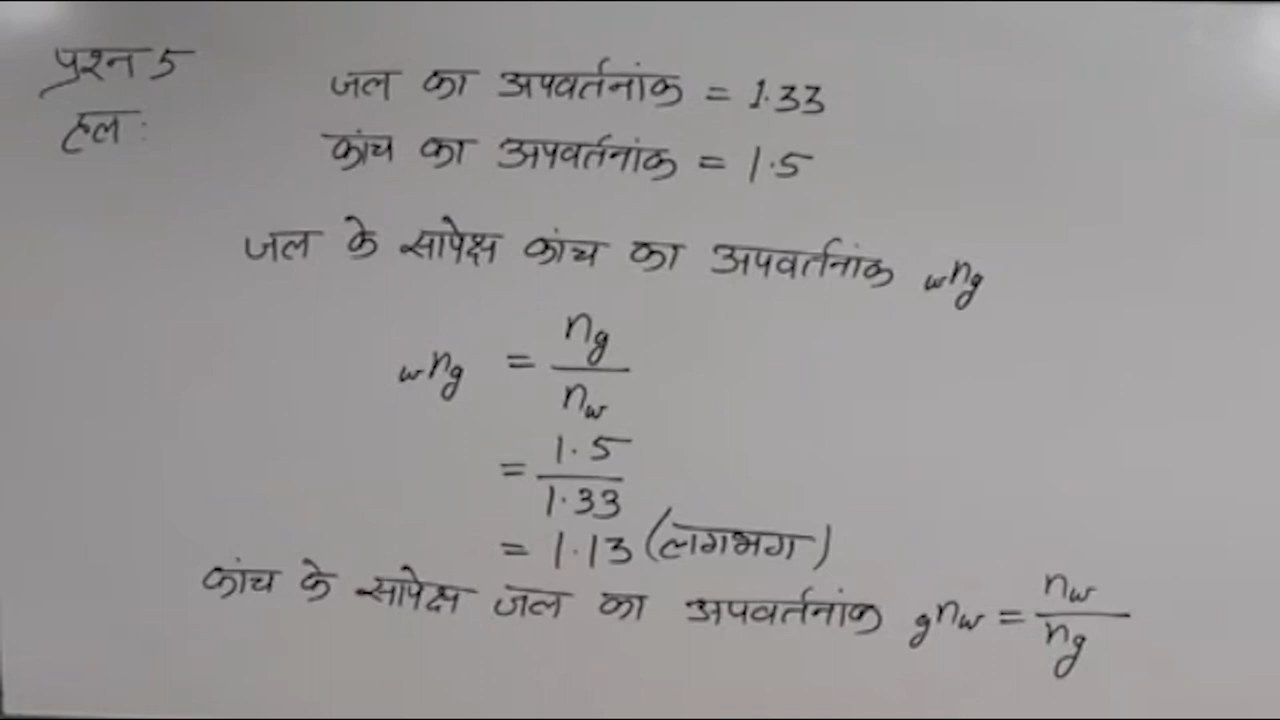 प्रश्न 5
हल :
जल का अपवर्तनांक = 1.33
कांच का अपवर्तनांक = 1.5
जल के सापेक्ष कांच का अपवर्तनांक wng
wng = ng/nw
= 1.5/1.33
= 1.13 (लगभग)
कांच के सापेक्ष जल का अपवर्तनांक gnw = nw/ng